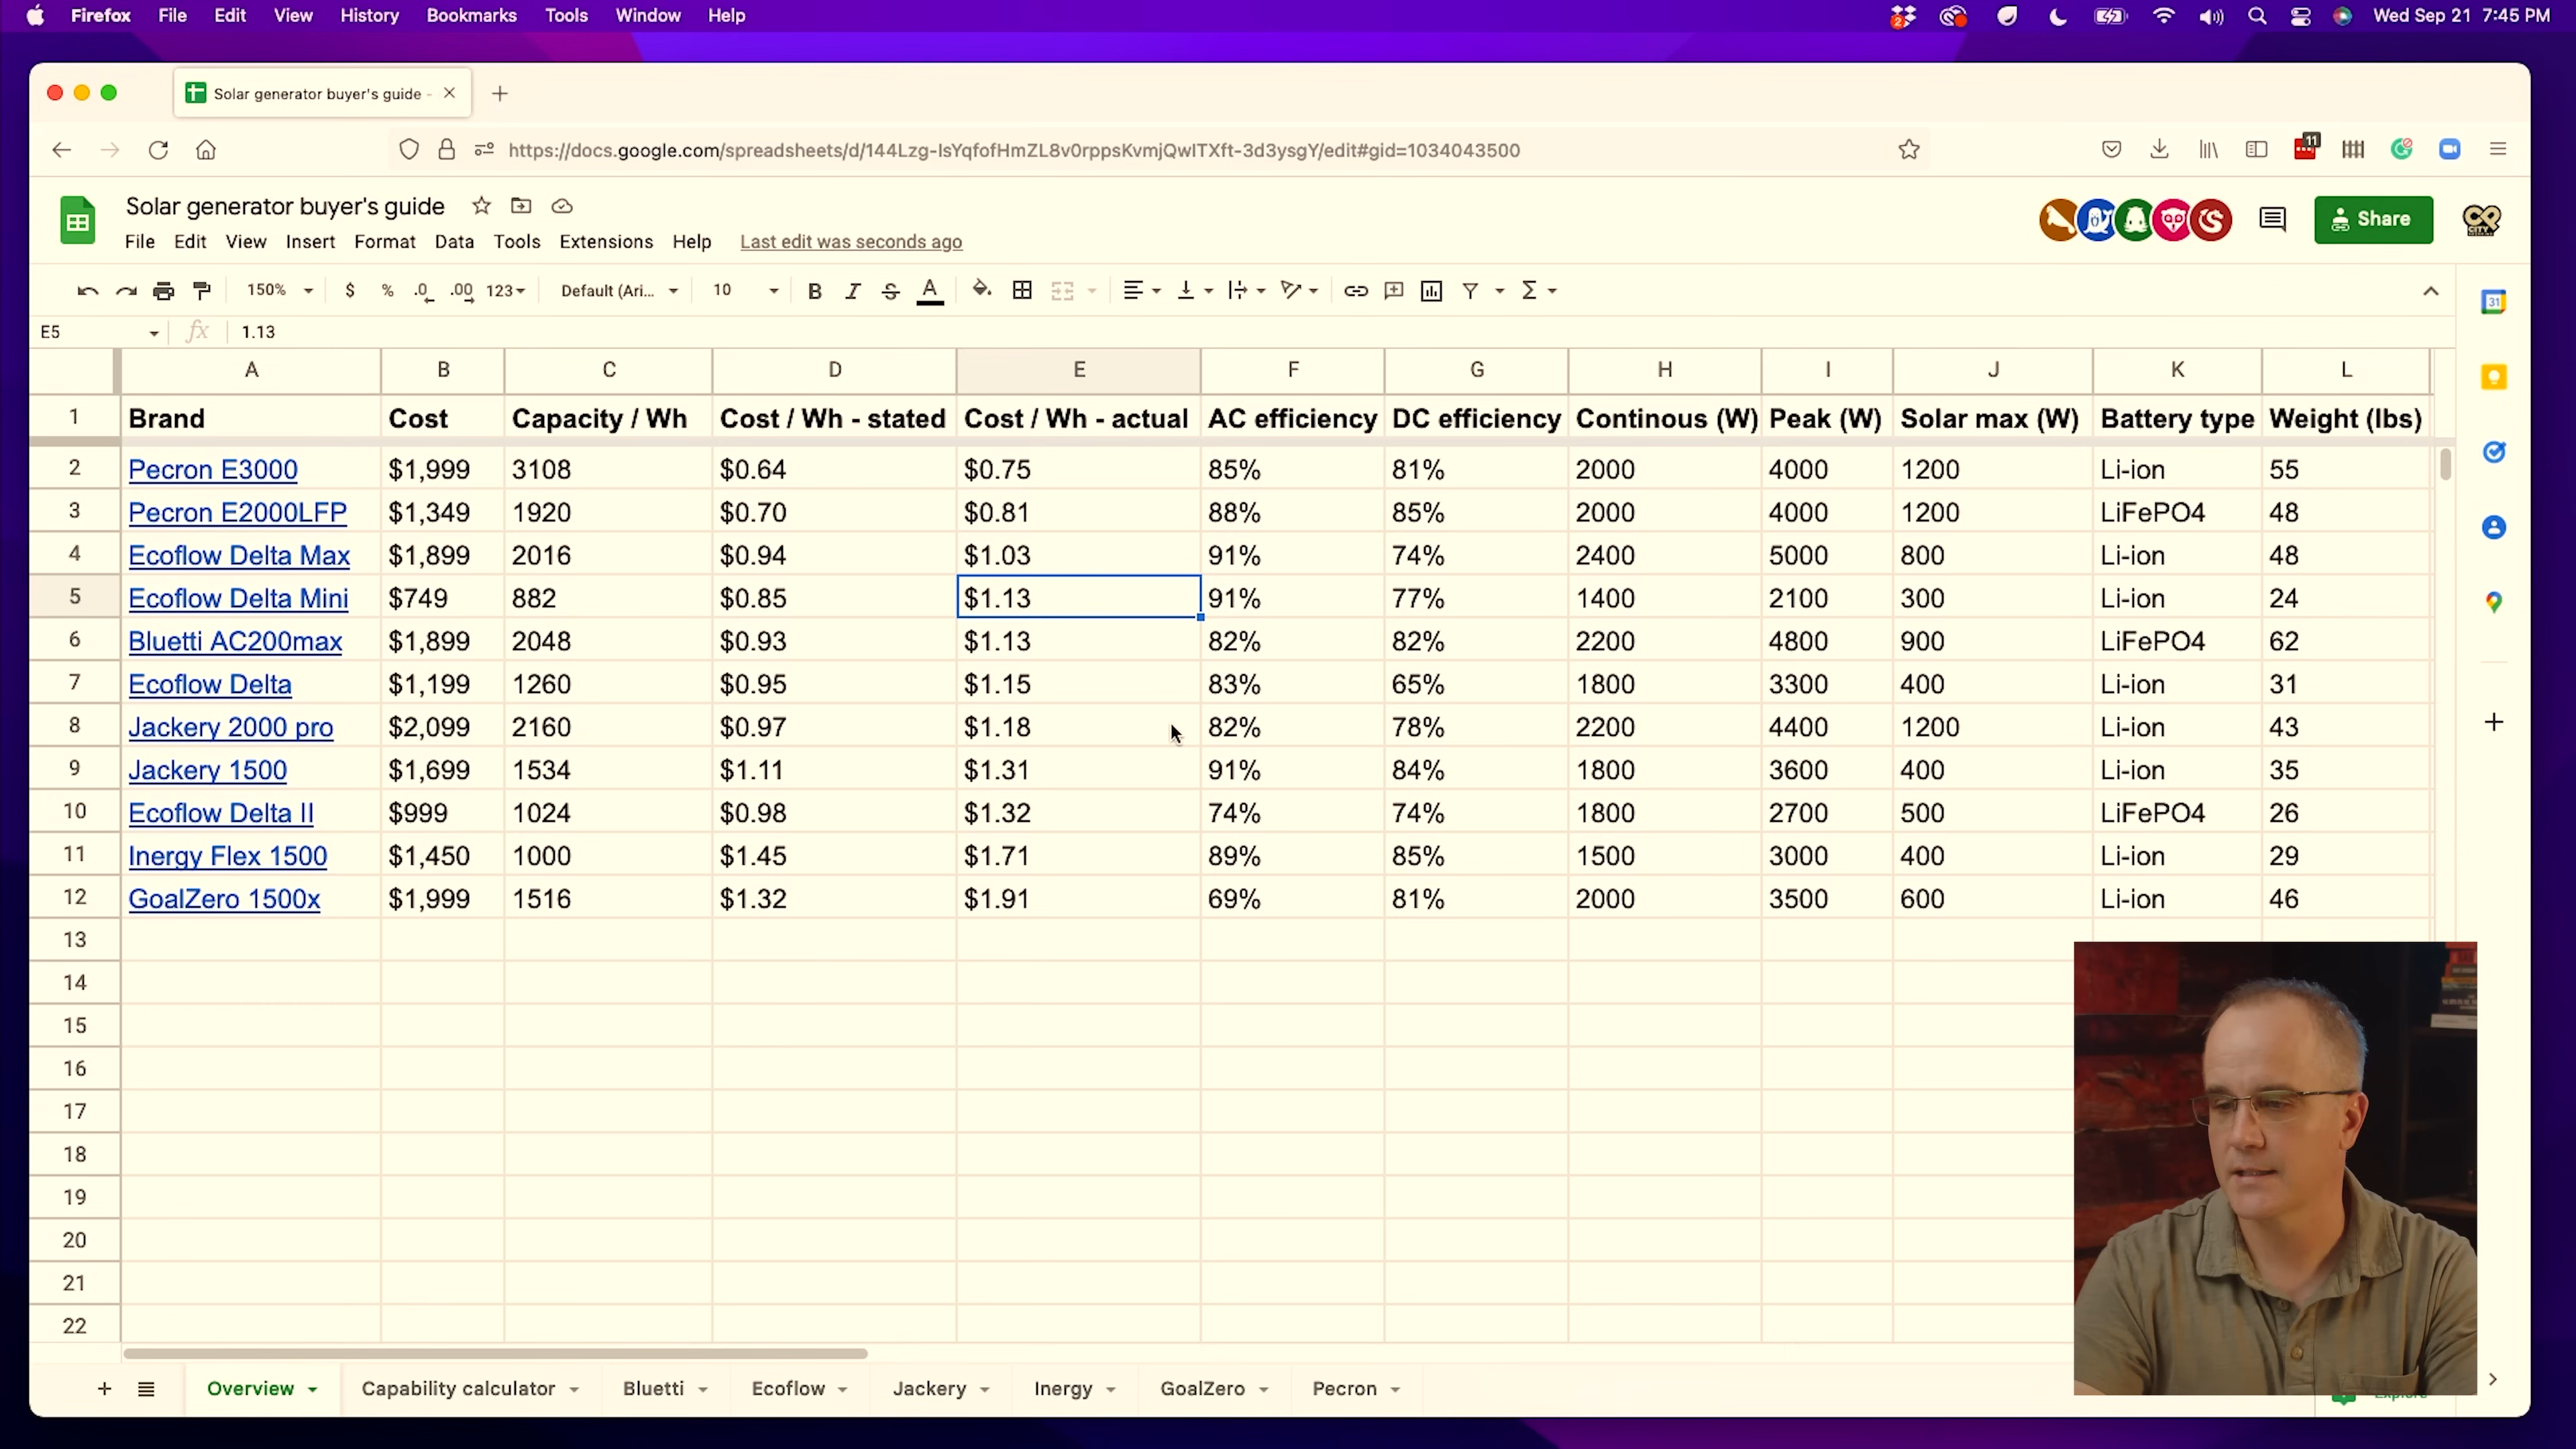 Firefox File Edit View History Bookmarks Tools Window Help 2 Wed Sep 21 7:45 PM
Solar generator buyer's guide -
https://docs.google.com/spreadsheets/d/144Lzg-IsYqfofHmZL8v0rppsKvmjQwITXft-3d3ysgY/edit#gid=1034043500 11
Solar generator buyer's guide
File Edit View Insert Format Data Tools Extensions Help Last edit was seconds ago
Share
150% $ % .0 .00 123 Default (Ari... 10 B I S A Σ
31
E5 fx 1.13
A B C D E F G H I J K L
1 Brand Cost Capacity / Wh Cost / Wh - stated Cost / Wh - actual AC efficiency DC efficiency Continous (W) Peak (W) Solar max (W) Battery type Weight (lbs)
2 Pecron E3000 $1,999 3108 $0.64 $0.75 85% 81% 2000 4000 1200 Li-ion 55
3 Pecron E2000LFP $1,349 1920 $0.70 $0.81 88% 85% 2000 4000 1200 LiFePO4 48
4 Ecoflow Delta Max $1,899 2016 $0.94 $1.03 91% 74% 2400 5000 800 Li-ion 48
5 Ecoflow Delta Mini $749 882 $0.85 $1.13 91% 77% 1400 2100 300 Li-ion 24
6 Bluetti AC200max $1,899 2048 $0.93 $1.13 82% 82% 2200 4800 900 LiFePO4 62
7 Ecoflow Delta $1,199 1260 $0.95 $1.15 83% 65% 1800 3300 400 Li-ion 31
8 Jackery 2000 pro $2,099 2160 $0.97 $1.18 82% 78% 2200 4400 1200 Li-ion 43
9 Jackery 1500 $1,699 1534 $1.11 $1.31 91% 84% 1800 3600 400 Li-ion 35
10 Ecoflow Delta II $999 1024 $0.98 $1.32 74% 74% 1800 2700 500 LiFePO4 26
11 Inergy Flex 1500 $1,450 1000 $1.45 $1.71 89% 85% 1500 3000 400 Li-ion 29
12 GoalZero 1500x $1,999 1516 $1.32 $1.91 69% 81% 2000 3500 600 Li-ion 46
13
14
15
16
17
18
19
20
21
22
Overview Capability calculator Bluetti Ecoflow Jackery Inergy GoalZero Pecron